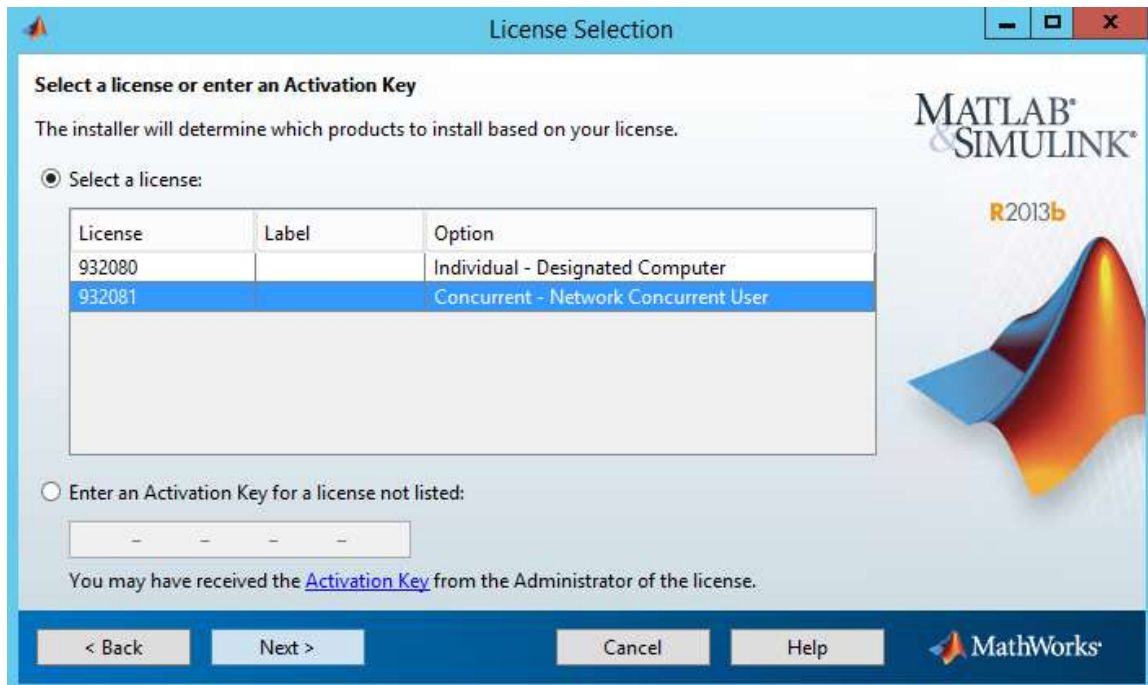 License Selection
Select a license or enter an Activation Key
The installer will determine which products to install based on your license.
MATLAB®
&SIMULINK®
R2013b
Select a license:
License Label Option
932080 Individual - Designated Computer
932081 Concurrent - Network Concurrent User
Enter an Activation Key for a license not listed:
- - - -
You may have received the Activation Key from the Administrator of the license.
< Back Next > Cancel Help MathWorks®